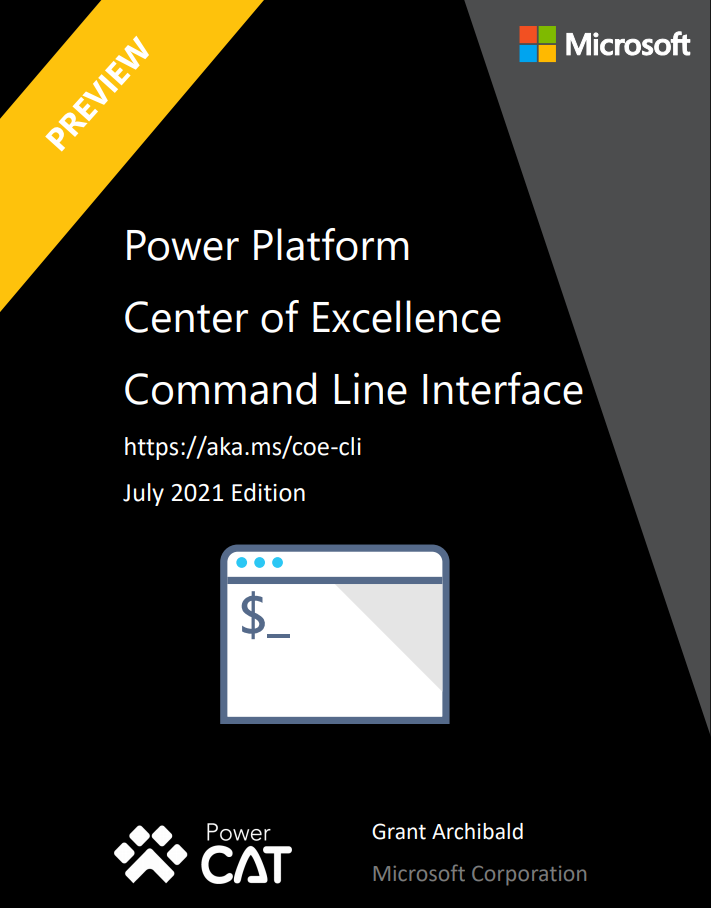 PREVIEW
Microsoft
Power Platform
Center of Excellence
Command Line Interface
https://aka.ms/coe-cli
July 2021 Edition
$_
Power
CAT
Grant Archibald
Microsoft Corporation